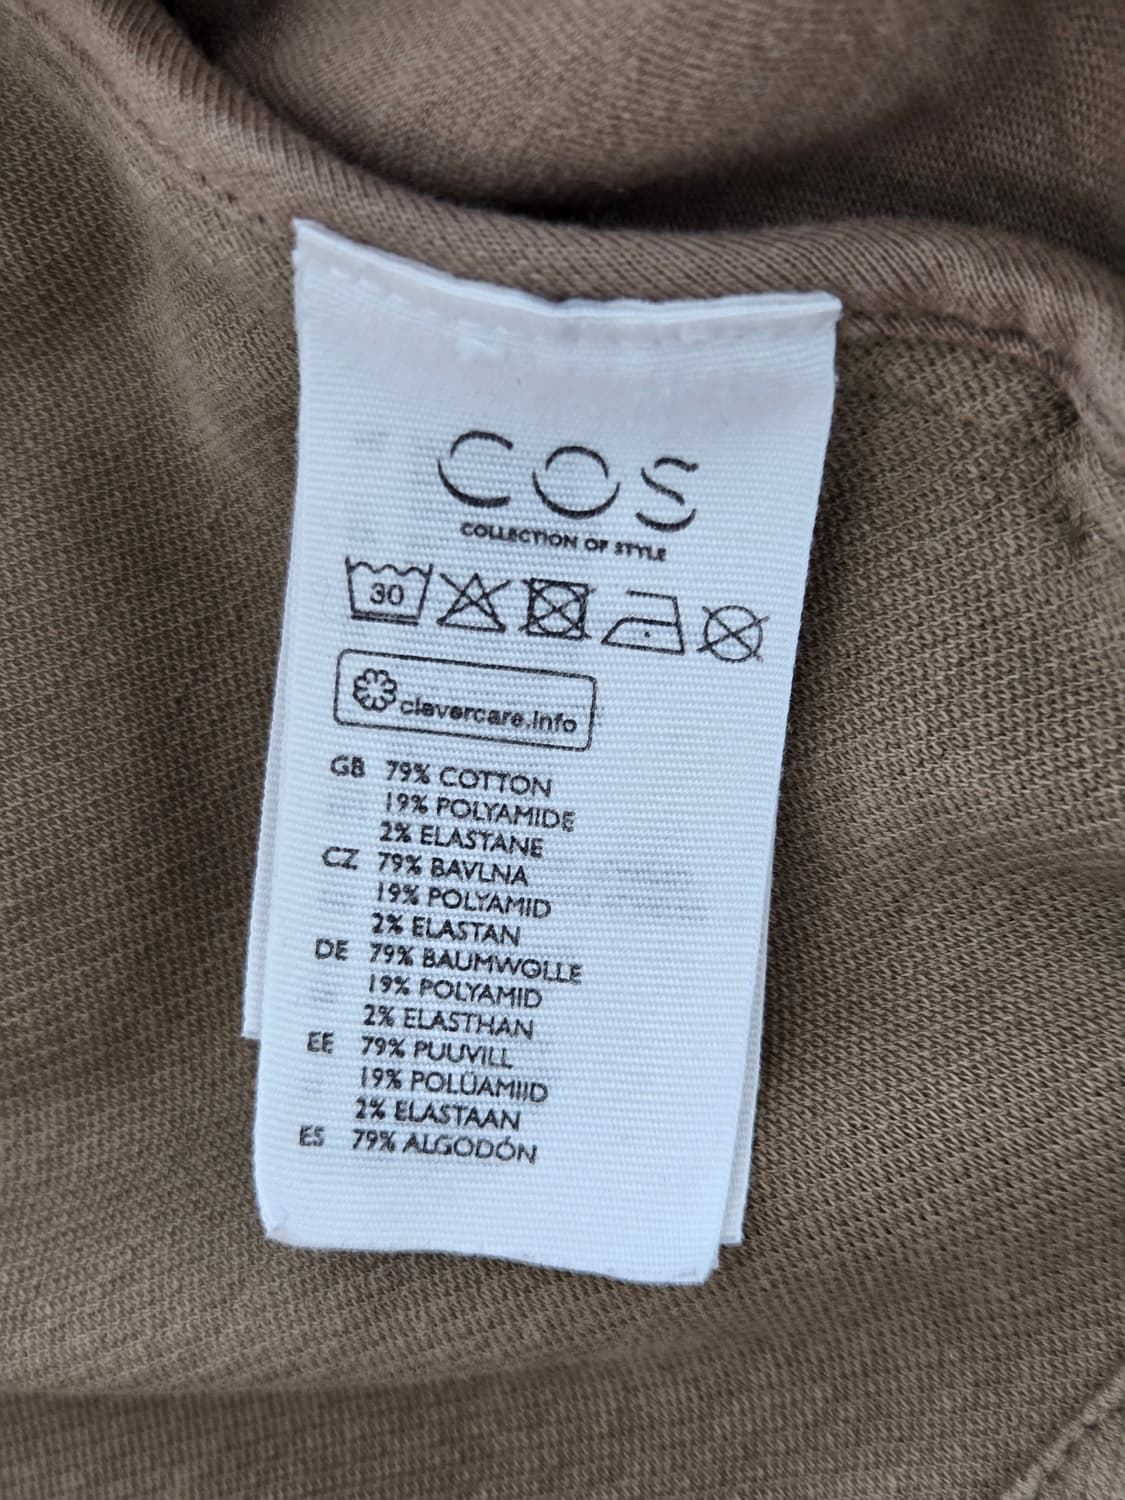 COS
COLLECTION OF STYLE
30
clevercare.info
GB 79% COTTON
19% POLYAMIDE
2% ELASTANE
CZ 79% BAVLNA
19% POLYAMID
2% ELASTAN
DE 79% BAUMWOLLE
19% POLYAMID
2% ELASTHAN
EE 79% PUUVILL
19% POLÜAMIID
2% ELASTAAN
ES 79% ALGODÓN